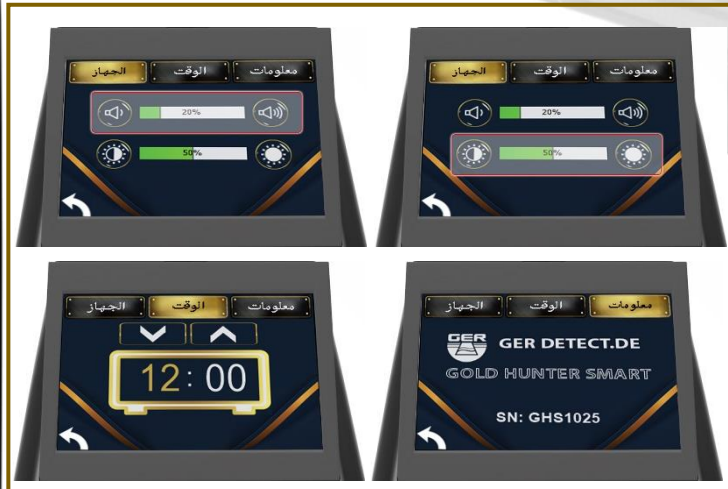 الجهاز الوقت معلومات
20%
50%
الجهاز الوقت معلومات
20%
50%
الجهاز الوقت معلومات
12: 00
الجهاز الوقت معلومات
GER GER DETECT.DE
GOLD HUNTER SMART
SN: GHS1025